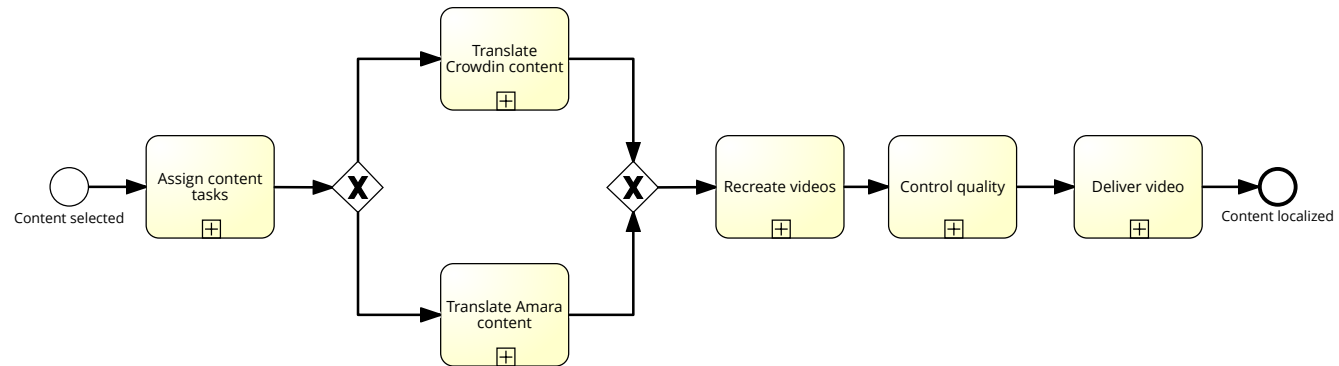 Translate
Crowdin content
Content selected
Assign content
tasks
Recreate videos
Control quality
Deliver video
Content localized
Translate Amara
content